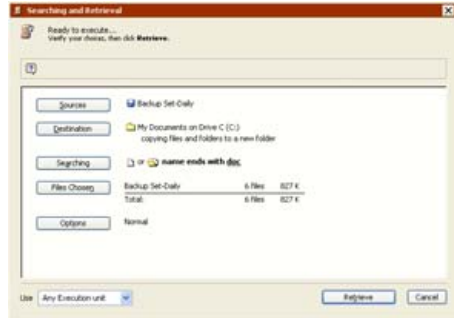 Searching and Retrieval
Ready to execute...
Verify your choices, then click Retrieve.
Sources
Backup Set-Daily
Destination
My Documents on Drive C (C:)
copying files and folders to a new folder
Searching
or name ends with doc
Files Chosen
Backup Set-Daily 6 files 827 K
Total: 6 files 827 K
Options
Normal
Use Any Execution unit Retrieve Cancel